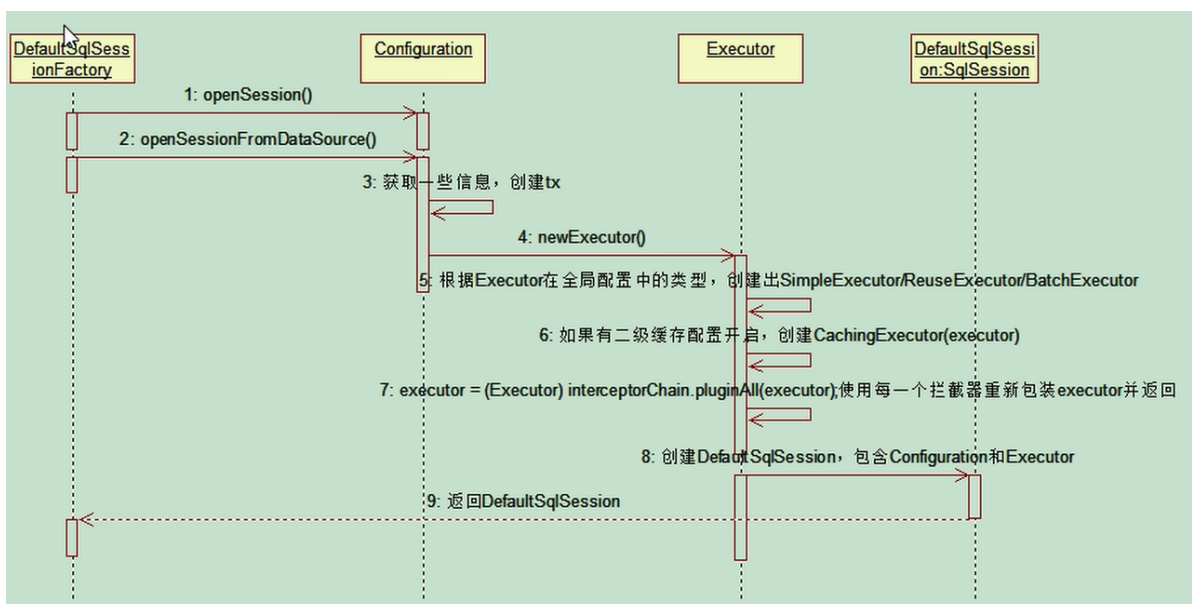 DefaultSqlSess
ionFactory
Configuration
Executor
DefaultSqlSessi
on:SqlSession
1: openSession()
2: openSessionFromDataSource()
3: 获取一些信息，创建tx
4: newExecutor()
5: 根据Executor在全局配置中的类型，创建出SimpleExecutor/ReuseExecutor/BatchExecutor
6: 如果有二级缓存配置开启，创建CachingExecutor(executor)
7: executor = (Executor) interceptorChain.pluginAll(executor);使用每一个拦截器重新包装executor并返回
8: 创建DefaultSqlSession，包含Configuration和Executor
9: 返回DefaultSqlSession